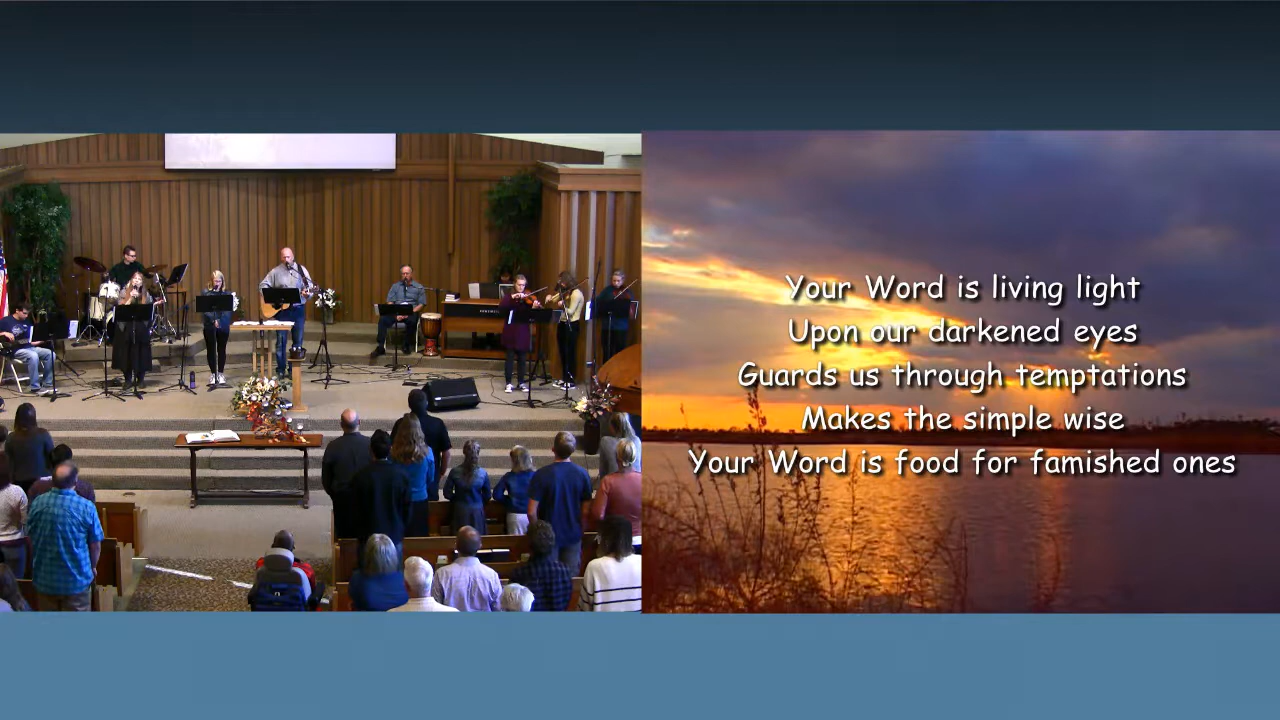 Your Word is living light
Upon our darkened eyes
Guards us through temptations
Makes the simple wise
Your Word is food for famished ones